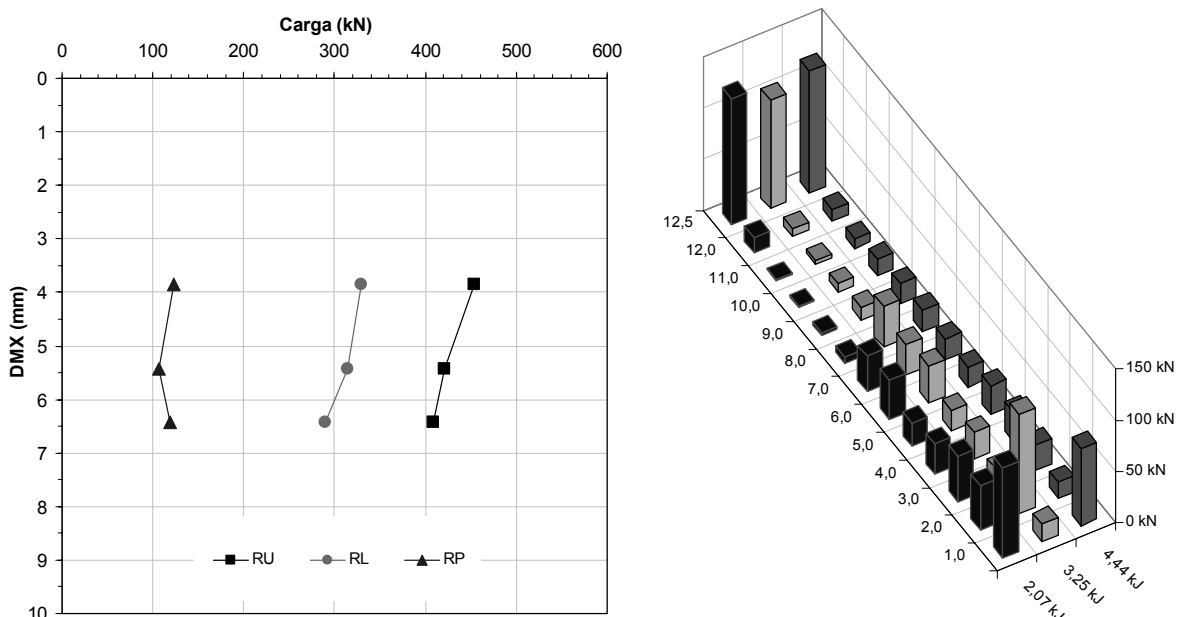 Carga (kN)
0 100 200 300 400 500 600
0
1
2
3
4
5
6
7
8
9
10
DMX (mm)
RU RL RP
12,5
12,0
11,0
10,0
9,0
8,0
7,0
6,0
5,0
4,0
3,0
2,0
1,0
150 kN
100 kN
50 kN
0 kN
2,07 kJ
3,25 kJ
4,44 kJ